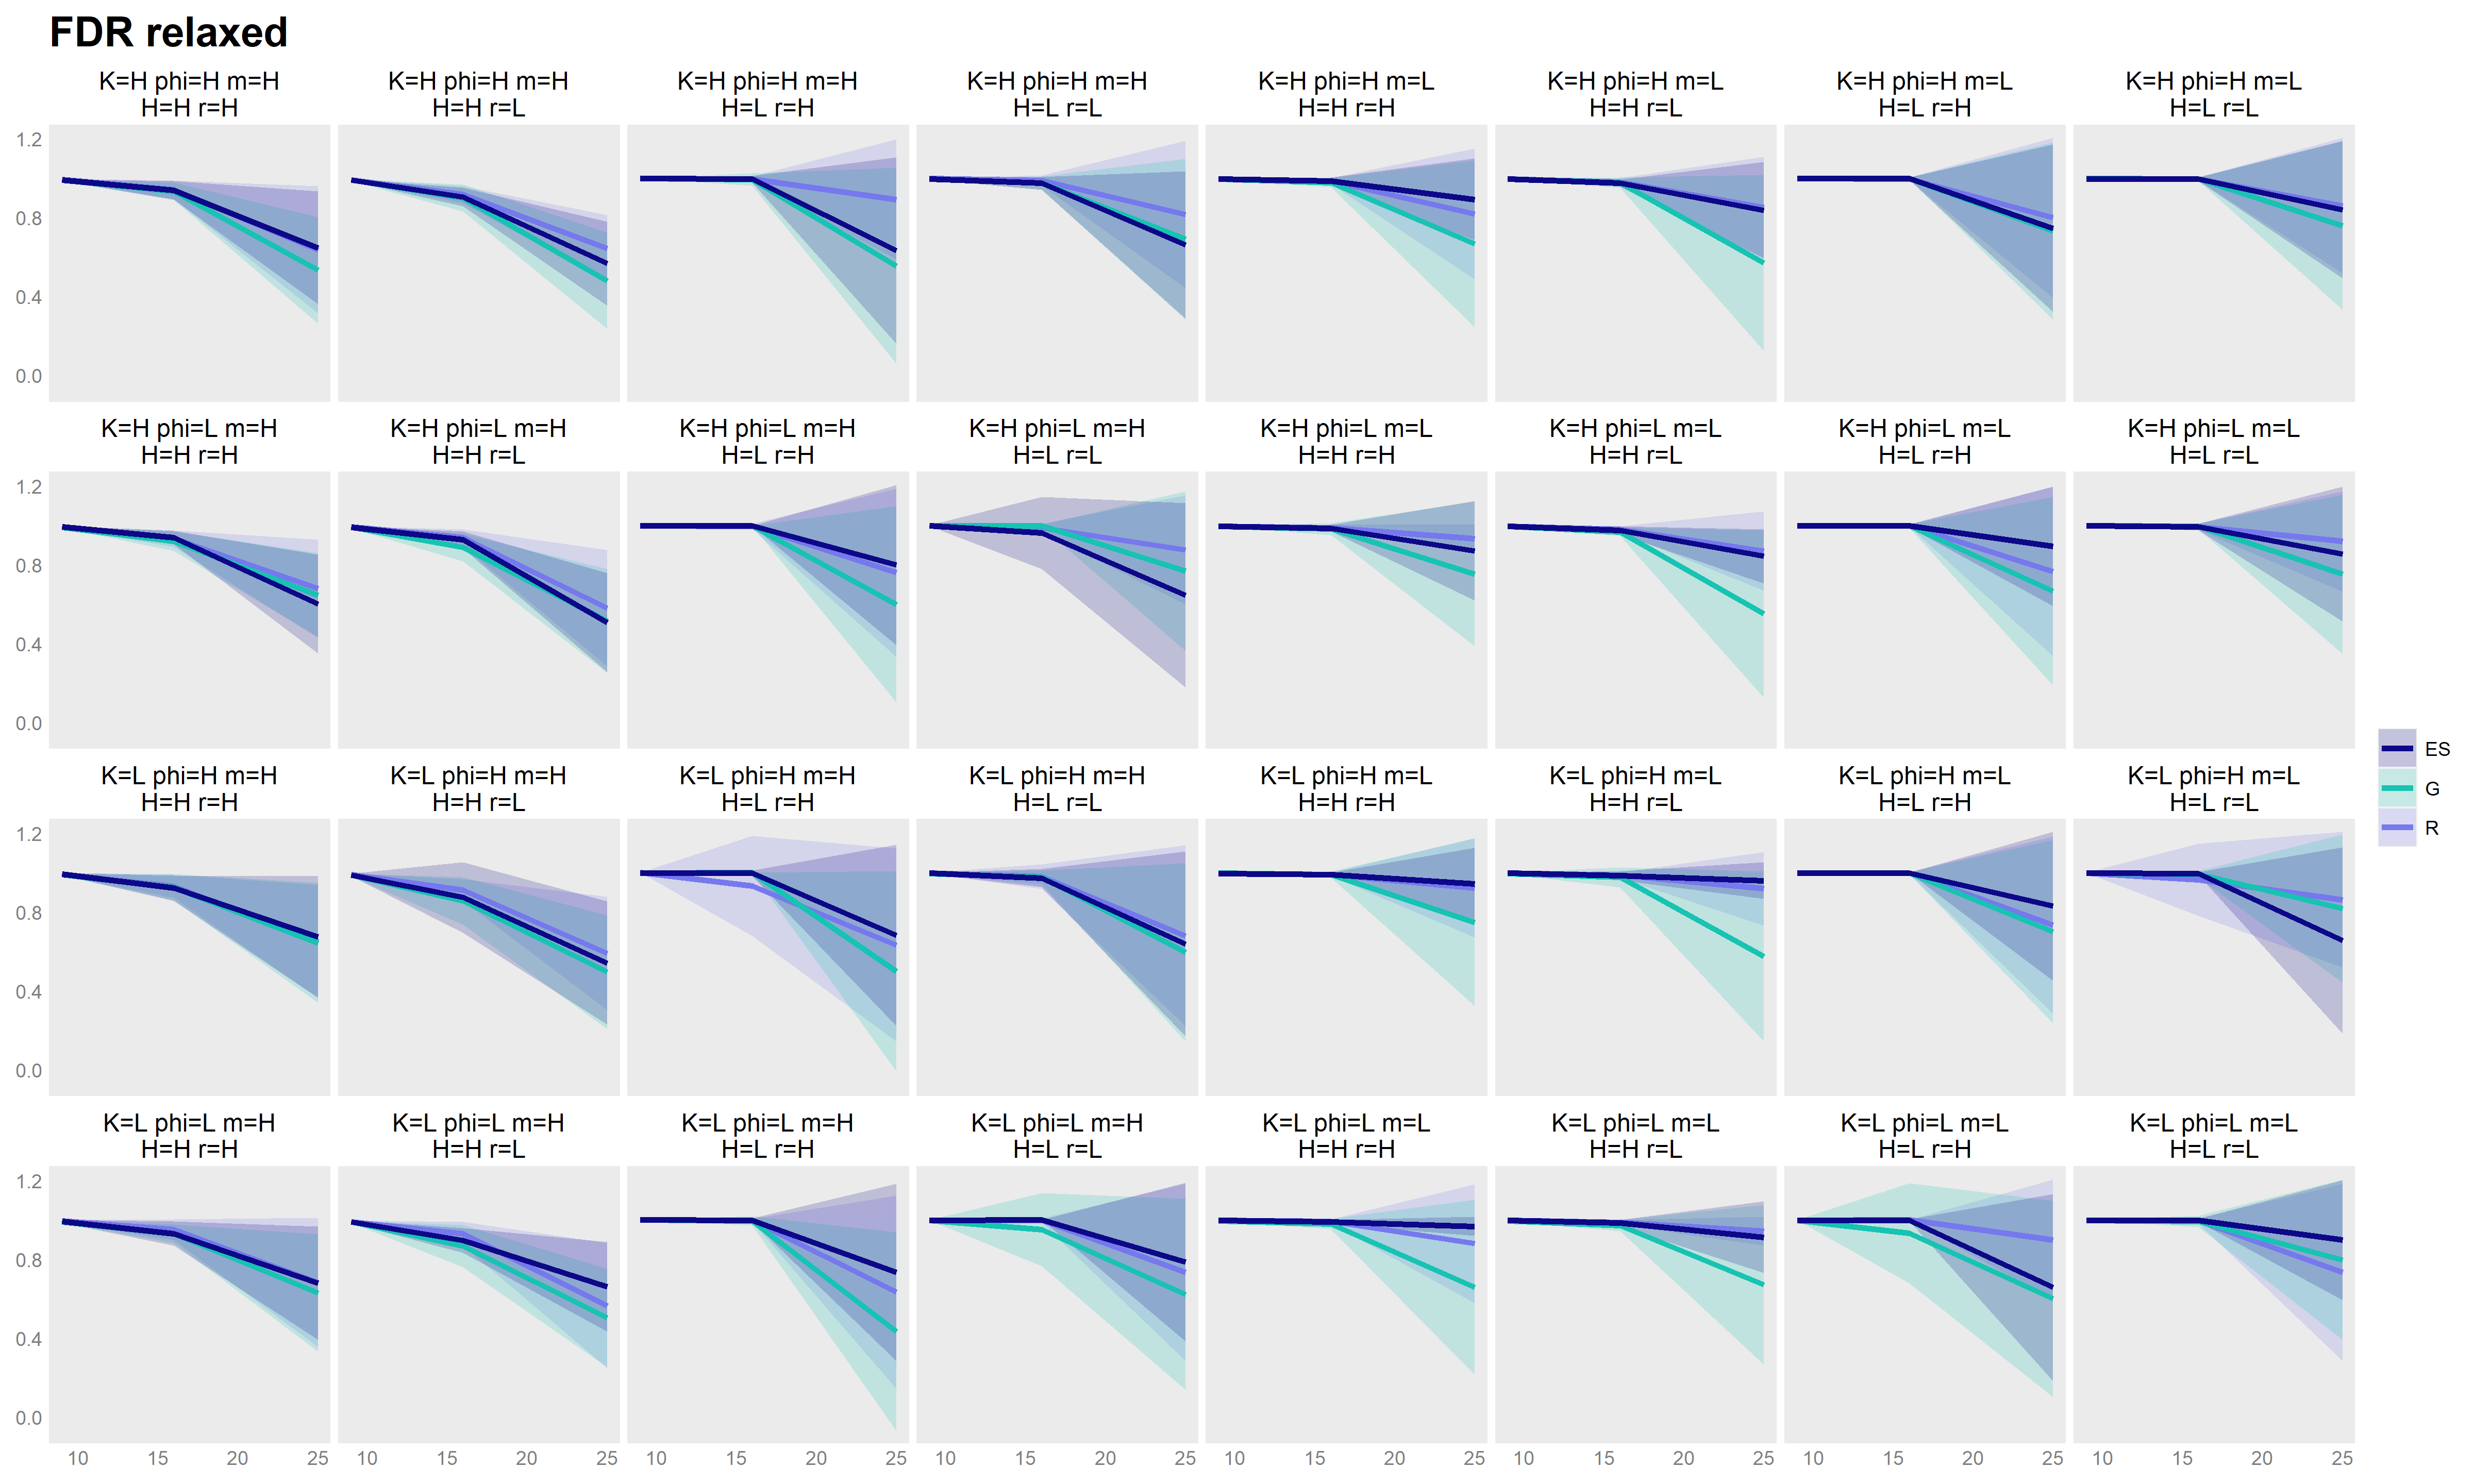 FDR relaxed
K=H phi=H m=H
H=H r=H
K=H phi=H m=H
H=H r=L
K=H phi=H m=H
H=L r=H
K=H phi=H m=H
H=L r=L
K=H phi=H m=L
H=H r=H
K=H phi=H m=L
H=H r=L
K=H phi=H m=L
H=L r=H
K=H phi=H m=L
H=L r=L
1.2
0.8
0.4
0.0
K=H phi=L m=H
H=H r=H
K=H phi=L m=H
H=H r=L
K=H phi=L m=H
H=L r=H
K=H phi=L m=H
H=L r=L
K=H phi=L m=L
H=H r=H
K=H phi=L m=L
H=H r=L
K=H phi=L m=L
H=L r=H
K=H phi=L m=L
H=L r=L
1.2
0.8
0.4
0.0
K=L phi=H m=H
H=H r=H
K=L phi=H m=H
H=H r=L
K=L phi=H m=H
H=L r=H
K=L phi=H m=H
H=L r=L
K=L phi=H m=L
H=H r=H
K=L phi=H m=L
H=H r=L
K=L phi=H m=L
H=L r=H
K=L phi=H m=L
H=L r=L
1.2
0.8
0.4
0.0
K=L phi=L m=H
H=H r=H
K=L phi=L m=H
H=H r=L
K=L phi=L m=H
H=L r=H
K=L phi=L m=H
H=L r=L
K=L phi=L m=L
H=H r=H
K=L phi=L m=L
H=H r=L
K=L phi=L m=L
H=L r=H
K=L phi=L m=L
H=L r=L
1.2
0.8
0.4
0.0
10 15 20 25
10 15 20 25
10 15 20 25
10 15 20 25
10 15 20 25
10 15 20 25
10 15 20 25
10 15 20 25
ES
G
R